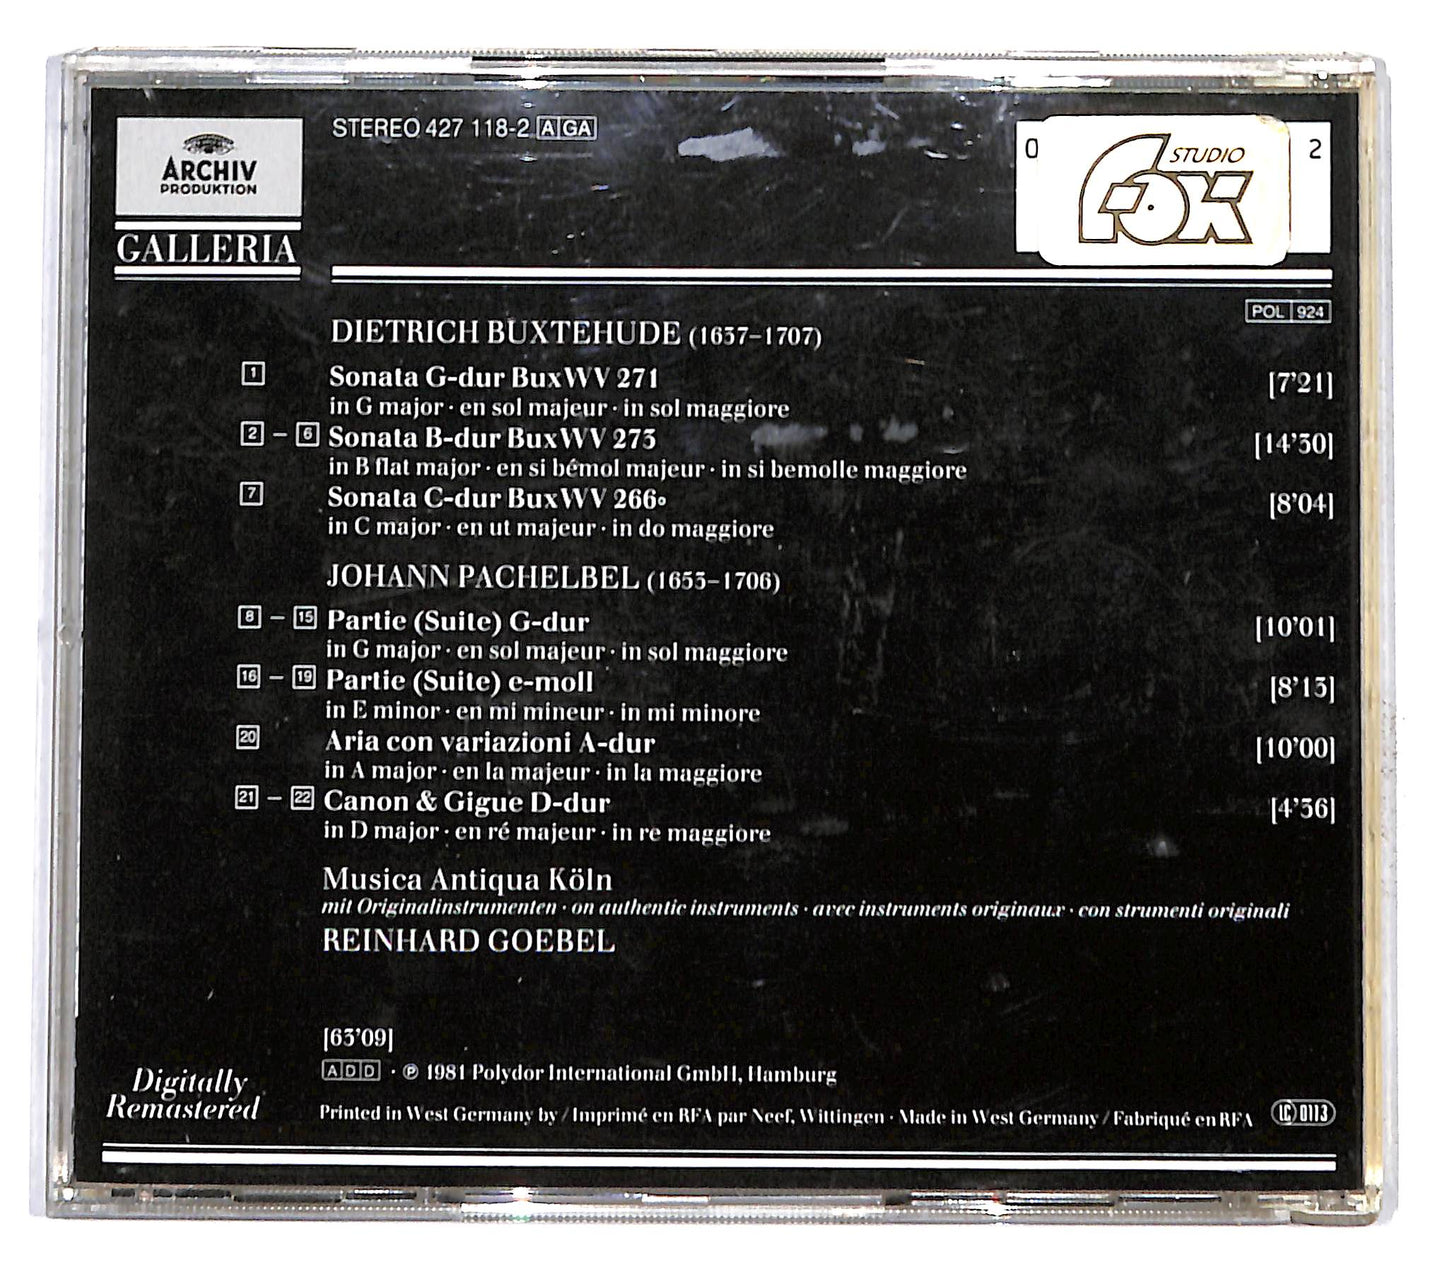 ARCHIV
PRODUKTION
GALLERIA
STEREO 427 118-2 A GA
0
STUDIO
FOX
2
POL 924
DIETRICH BUXTEHUDE (1637–1707)
1 Sonata G-dur BuxWV 271 [7'21]
in G major · en sol majeur · in sol maggiore
2 – 6 Sonata B-dur BuxWV 273 [14'30]
in B flat major · en si bémol majeur · in si bemolle maggiore
7 Sonata C-dur BuxWV 266° [8'04]
in C major · en ut majeur · in do maggiore
JOHANN PACHELBEL (1653–1706)
8 – 15 Partie (Suite) G-dur [10'01]
in G major · en sol majeur · in sol maggiore
16 – 19 Partie (Suite) e-moll [8'13]
in E minor · en mi mineur · in mi minore
20 Aria con variazioni A-dur [10'00]
in A major · en la majeur · in la maggiore
21 – 22 Canon & Gigue D-dur [4'36]
in D major · en ré majeur · in re maggiore
Musica Antiqua Köln
mit Originalinstrumenten · on authentic instruments · avec instruments originaux · con strumenti originali
REINHARD GOEBEL
[63'09]
ADD · ℗ 1981 Polydor International GmbH, Hamburg
Digitally
Remastered
Printed in West Germany by / Imprimé en RFA par Neef, Wittingen · Made in West Germany / Fabriqué en RFA LC 0113